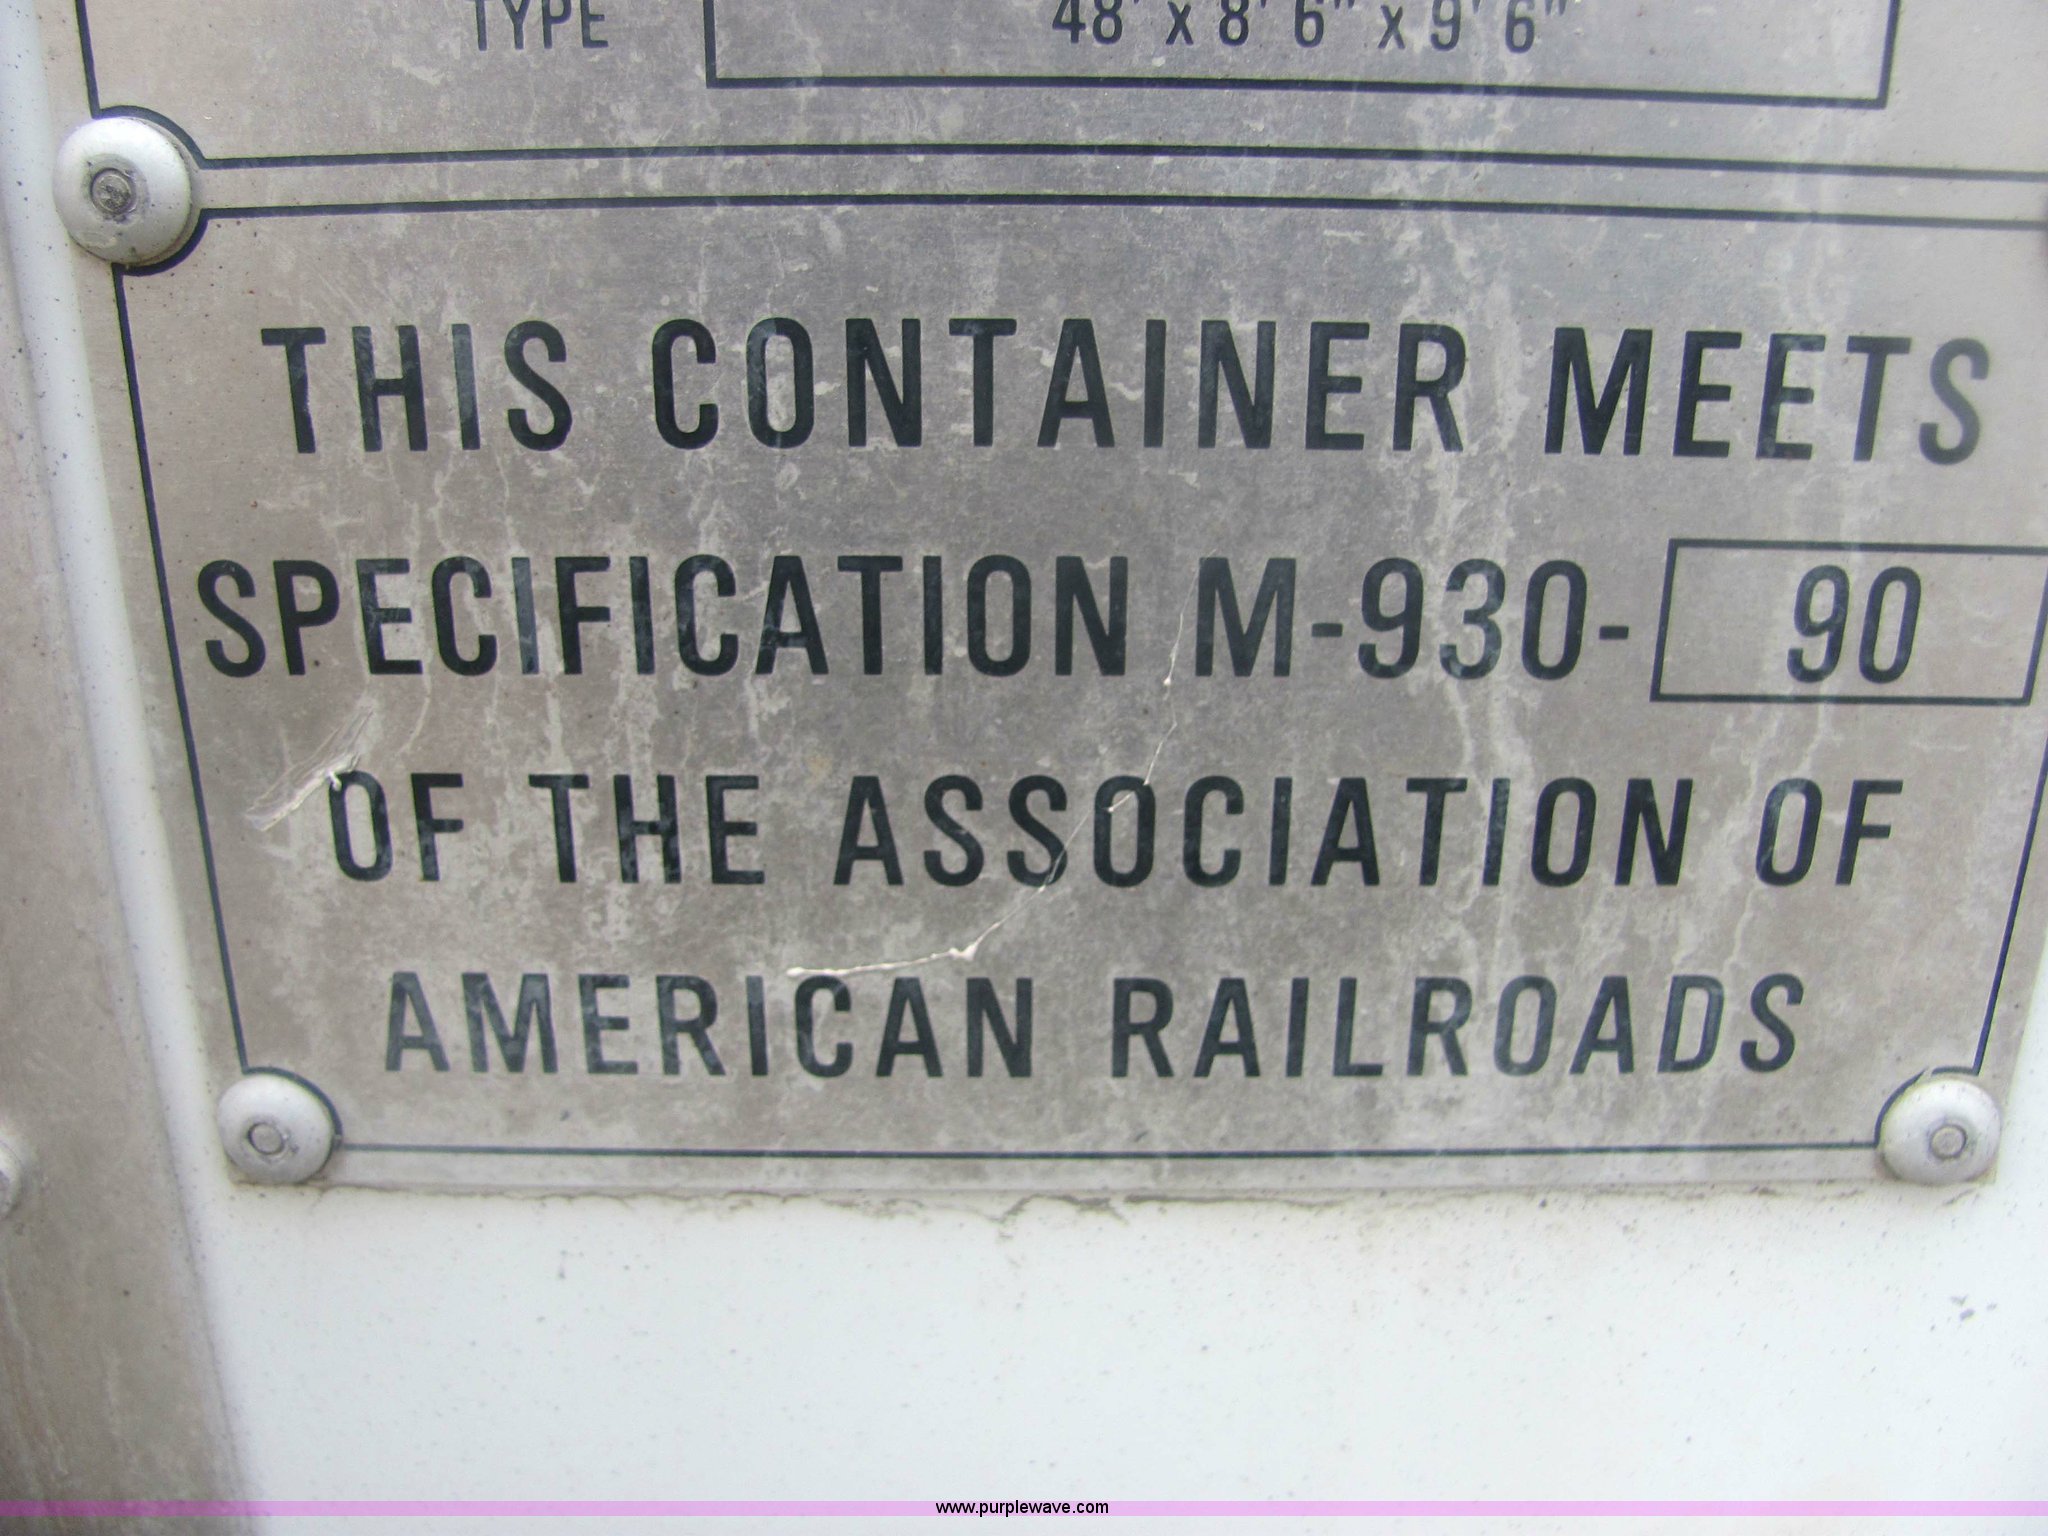 TYPE 48' x 8' 6" x 9' 6"
THIS CONTAINER MEETS
SPECIFICATION M-930- 90
OF THE ASSOCIATION OF
AMERICAN RAILROADS
www.purplewave.com